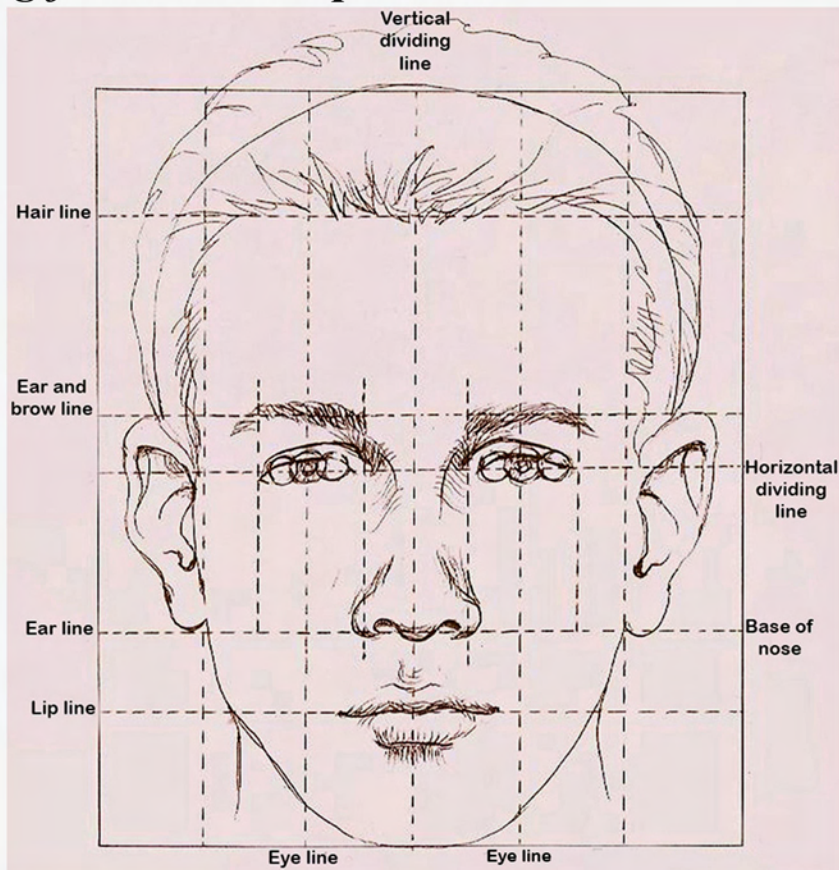 Vertical
dividing
line
Hair line
Ear and
brow line
Horizontal
dividing
line
Ear line
Base of
nose
Lip line
Eye line
Eye line